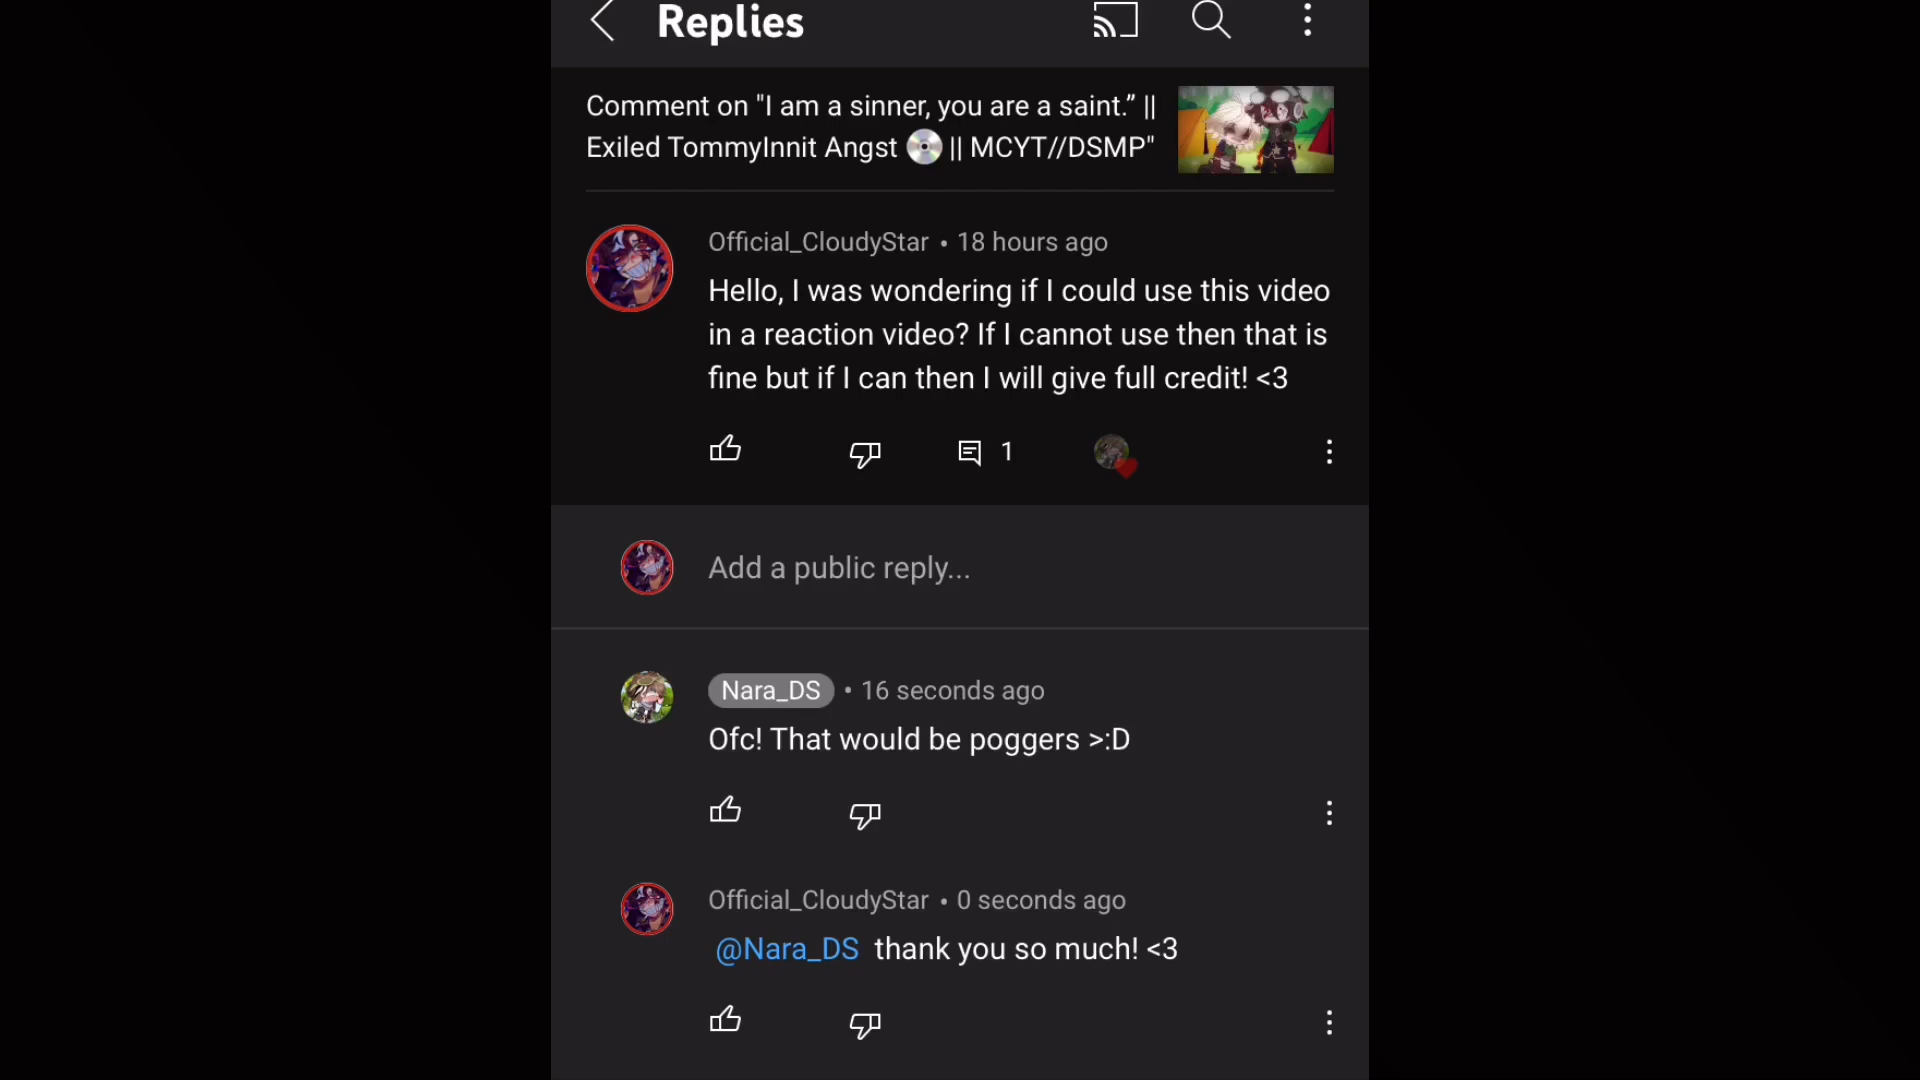 Replies
Comment on "I am a sinner, you are a saint.” ||
Exiled TommyInnit Angst 💿 || MCYT//DSMP"
Official_CloudyStar • 18 hours ago
Hello, I was wondering if I could use this video
in a reaction video? If I cannot use then that is
fine but if I can then I will give full credit! <3
1
Add a public reply...
Nara_DS • 16 seconds ago
Ofc! That would be poggers >:D
Official_CloudyStar • 0 seconds ago
@Nara_DS thank you so much! <3